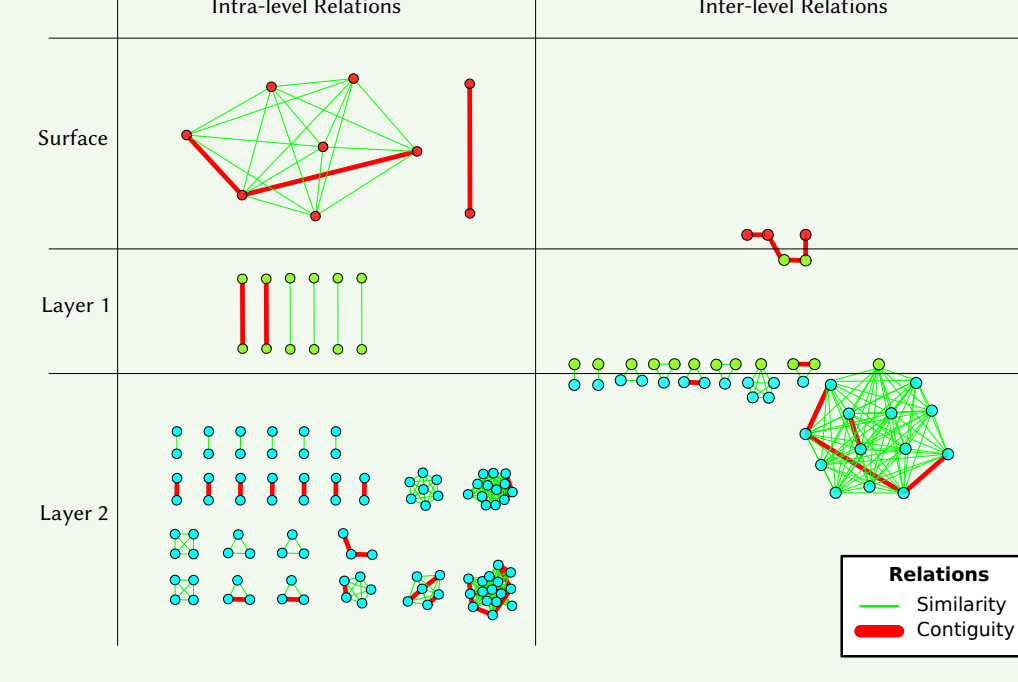 Intra-level Relations
Inter-level Relations
Surface
Layer 1
Layer 2
Relations
Similarity
Contiguity